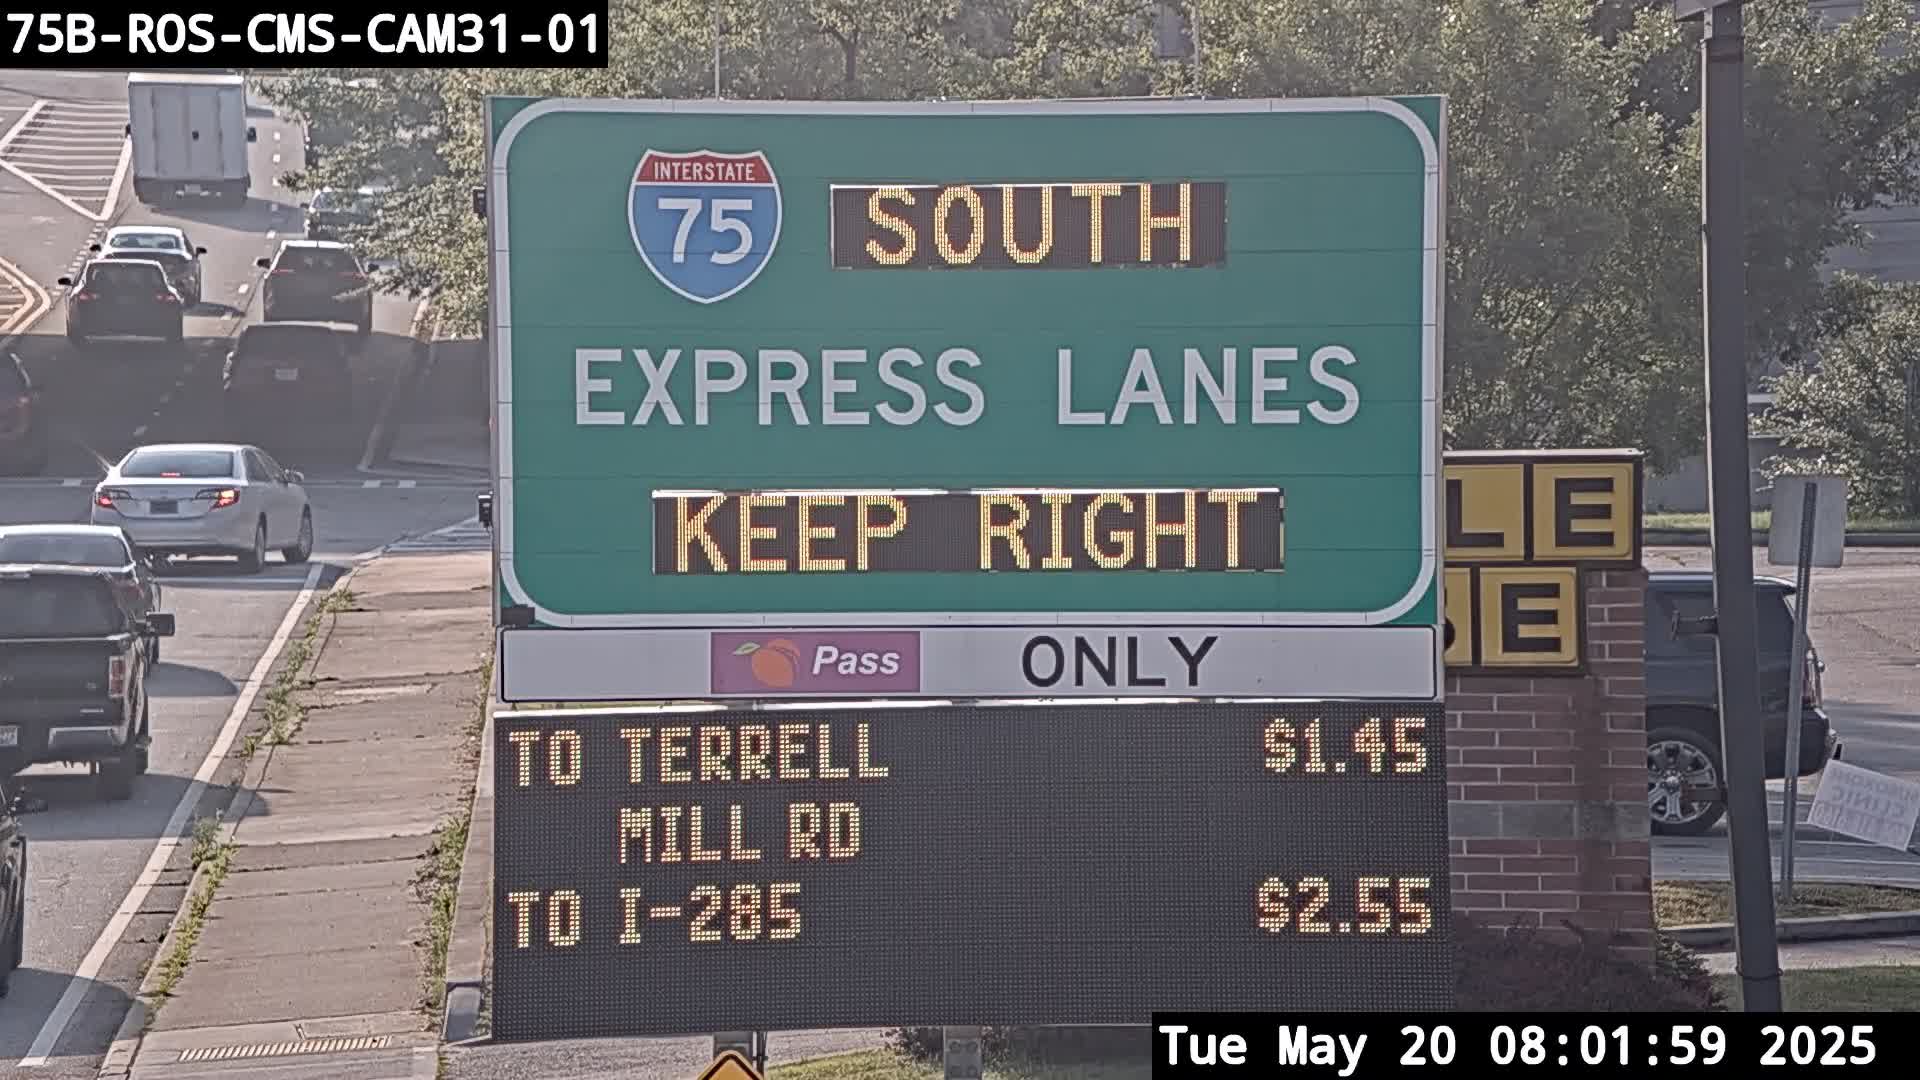 75B-ROS-CMS-CAM31-01
INTERSTATE
75
SOUTH
EXPRESS LANES
KEEP RIGHT
Pass ONLY
TO TERRELL $1.45
MILL RD
TO I-285 $2.55
LE
E
Tue May 20 08:01:59 2025